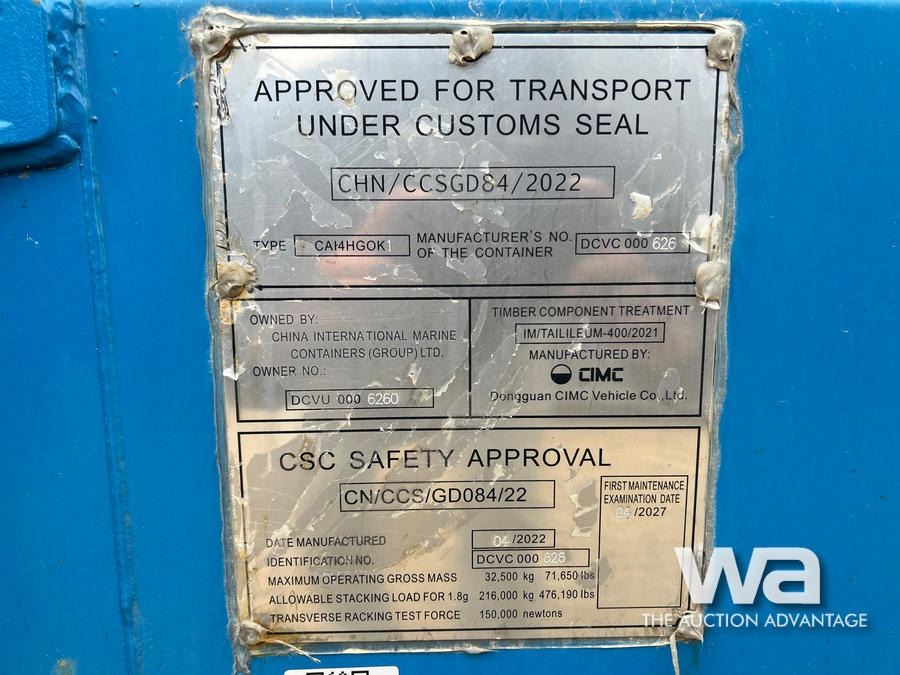 APPROVED FOR TRANSPORT
UNDER CUSTOMS SEAL
CHN/CCSGD84/2022
TYPE CAI4HGOK1 MANUFACTURER'S NO. OF THE CONTAINER DCVC 000 626
OWNED BY:
CHINA INTERNATIONAL MARINE
CONTAINERS (GROUP) LTD.
OWNER NO.:
DCVU 000 6260
TIMBER COMPONENT TREATMENT
IM/TAILILEUM-400/2021
MANUFACTURED BY:
CIMC
Dongguan CIMC Vehicle Co.,Ltd.
CSC SAFETY APPROVAL
CN/CCS/GD084/22
FIRST MAINTENANCE
EXAMINATION DATE
04/2027
DATE MANUFACTURED 04/2022
IDENTIFICATION NO. DCVC 000 626
MAXIMUM OPERATING GROSS MASS 32,500 kg 71,650 lbs
ALLOWABLE STACKING LOAD FOR 1.8g 216,000 kg 476,190 lbs
TRANSVERSE RACKING TEST FORCE 150,000 newtons
wa
THE AUCTION ADVANTAGE